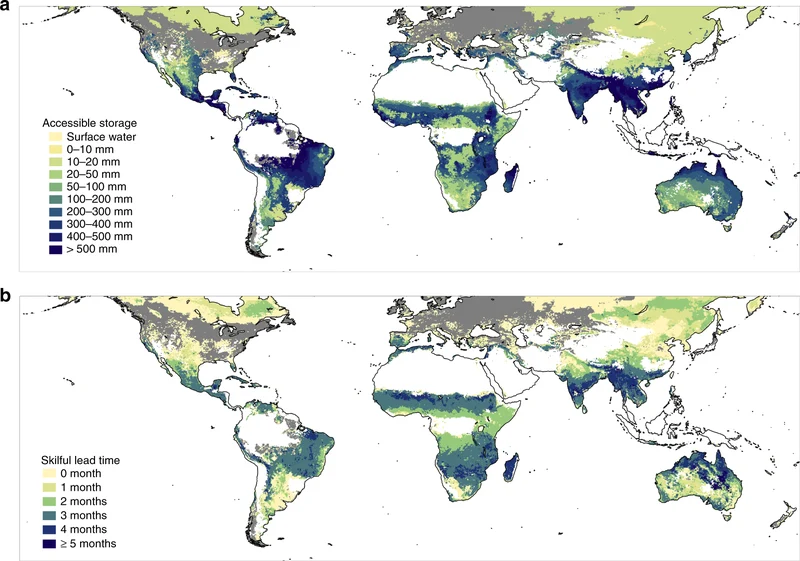 a
Accessible storage
Surface water
0–10 mm
10–20 mm
20–50 mm
50–100 mm
100–200 mm
200–300 mm
300–400 mm
400–500 mm
> 500 mm
b
Skilful lead time
0 month
1 month
2 months
3 months
4 months
≥ 5 months